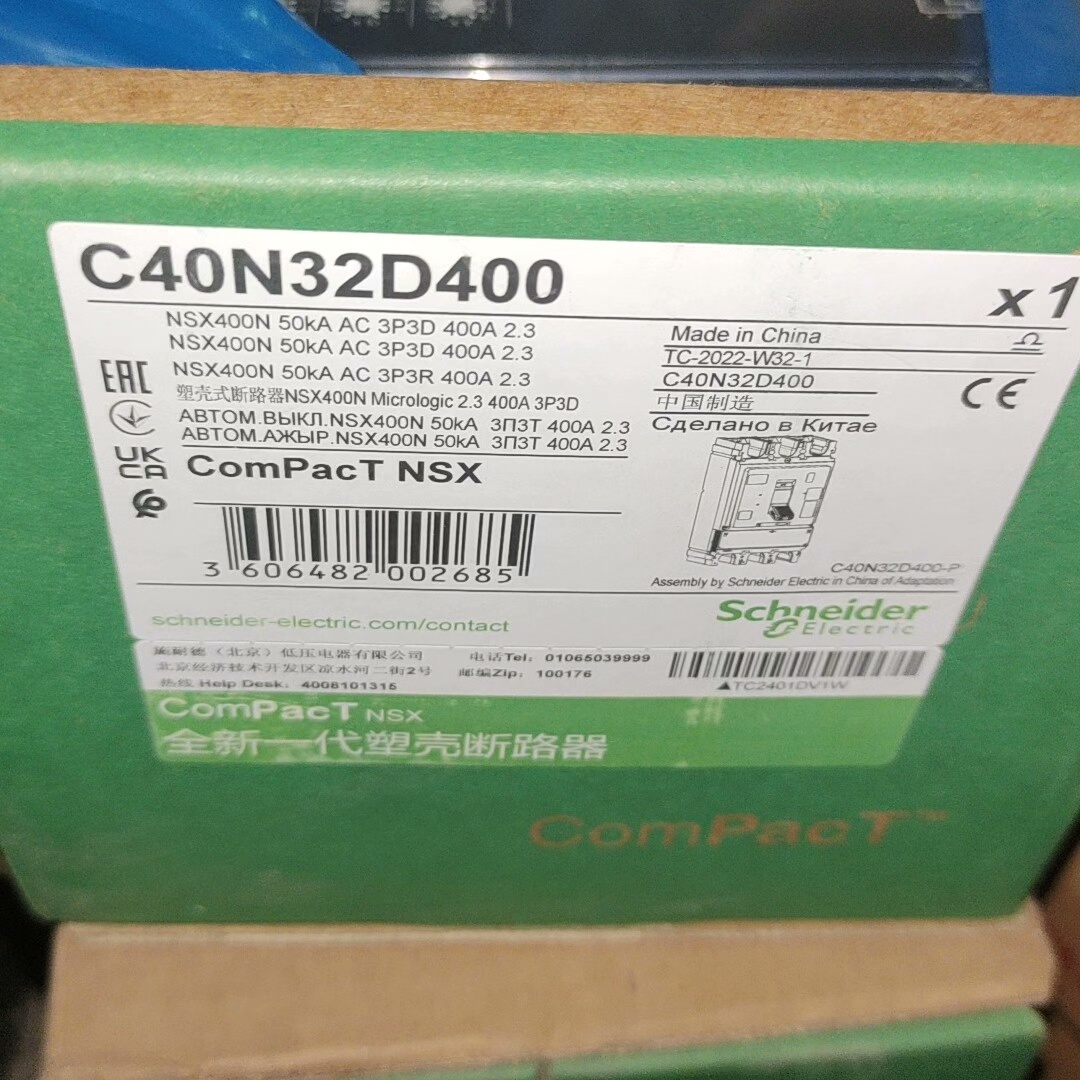 C40N32D400
x 1
NSX400N 50kA AC 3P3D 400A 2.3
NSX400N 50kA AC 3P3D 400A 2.3
NSX400N 50kA AC 3P3R 400A 2.3
塑壳式断路器NSX400N Micrologic 2.3 400A 3P3D
АВТОМ.ВЫКЛ.NSX400N 50kA 3П3Т 400A 2.3
АВТОМ.АЖЫР.NSX400N 50kA 3П3Т 400A 2.3
ComPacT NSX
EAC
UK
CA
Made in China
TC-2022-W32-1
C40N32D400
中国制造
Сделано в Китае
CE
3 606482 002685
C40N32D400-P
Assembly by Schneider Electric in China of Adaptation
schneider-electric.com/contact
Schneider
Electric
施耐德（北京）低压电器有限公司
电话Tel: 01065039999
北京经济技术开发区凉水河二街2号
邮编Zip: 100176
热线 Help Desk: 4008101315
▲TC2401DV1W
ComPacT NSX
全新一代塑壳断路器
ComPacT™